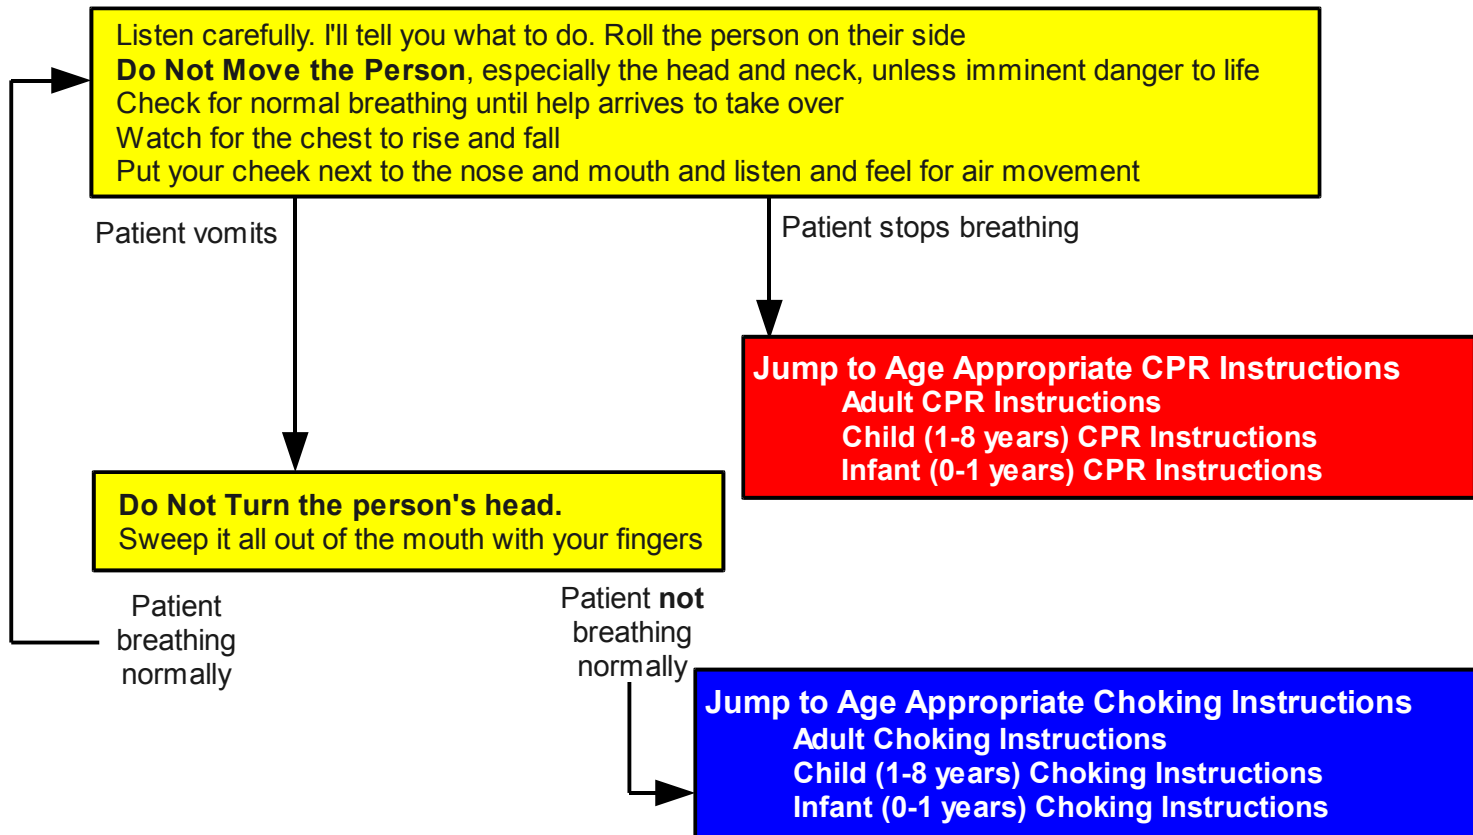 Listen carefully. I'll tell you what to do. Roll the person on their side
Do Not Move the Person, especially the head and neck, unless imminent danger to life
Check for normal breathing until help arrives to take over
Watch for the chest to rise and fall
Put your cheek next to the nose and mouth and listen and feel for air movement
Patient vomits
Patient stops breathing
Jump to Age Appropriate CPR Instructions
Adult CPR Instructions
Child (1-8 years) CPR Instructions
Infant (0-1 years) CPR Instructions
Do Not Turn the person's head.
Sweep it all out of the mouth with your fingers
Patient
breathing
normally
Patient not
breathing
normally
Jump to Age Appropriate Choking Instructions
Adult Choking Instructions
Child (1-8 years) Choking Instructions
Infant (0-1 years) Choking Instructions